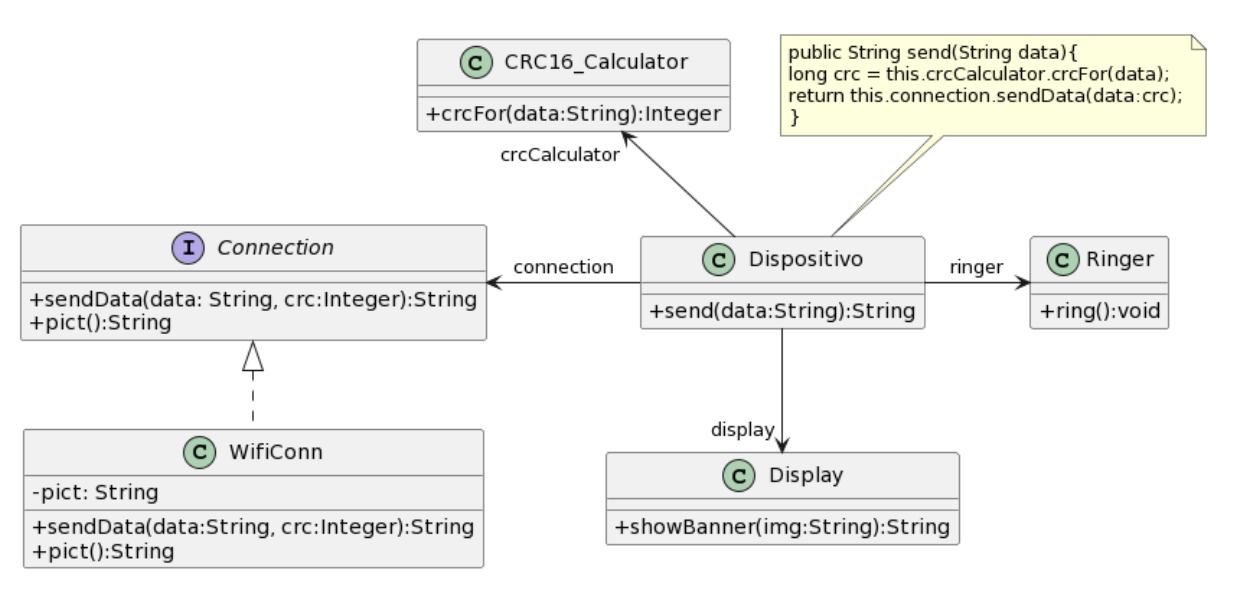 C CRC16_Calculator
+crcFor(data:String):Integer
public String send(String data){
long crc = this.crcCalculator.crcFor(data);
return this.connection.sendData(data:crc);
}
crcCalculator
I Connection
+sendData(data: String, crc:Integer):String
+pict():String
connection
C Dispositivo
+send(data:String):String
ringer
C Ringer
+ring():void
C WifiConn
-pict: String
+sendData(data:String, crc:Integer):String
+pict():String
display
C Display
+showBanner(img:String):String